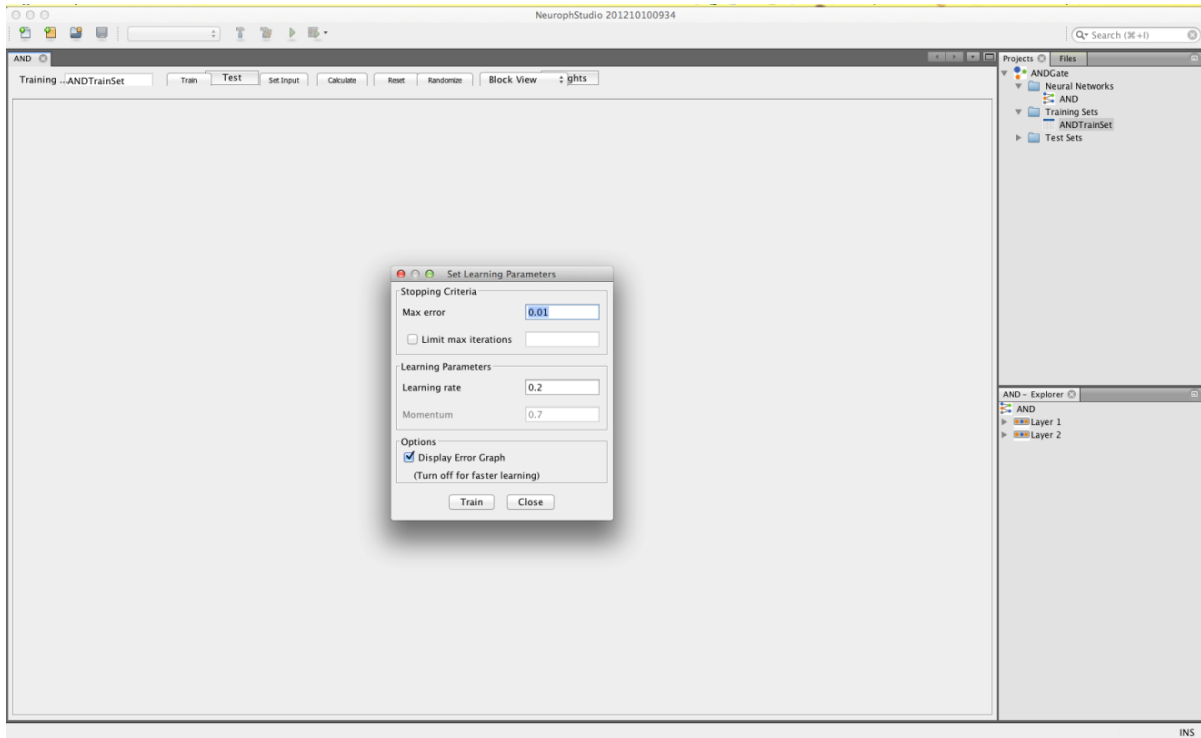 NeurophStudio 201210100934
Search (⌘+I)
AND
Training ...ANDTrainSet Train Test Set Input Calculate Reset Randomize Block View ghts
Projects Files
ANDGate
Neural Networks
AND
Training Sets
ANDTrainSet
Test Sets
Set Learning Parameters
Stopping Criteria
Max error 0.01
Limit max iterations
Learning Parameters
Learning rate 0.2
Momentum 0.7
Options
Display Error Graph
(Turn off for faster learning)
Train Close
AND – Explorer
AND
Layer 1
Layer 2
INS